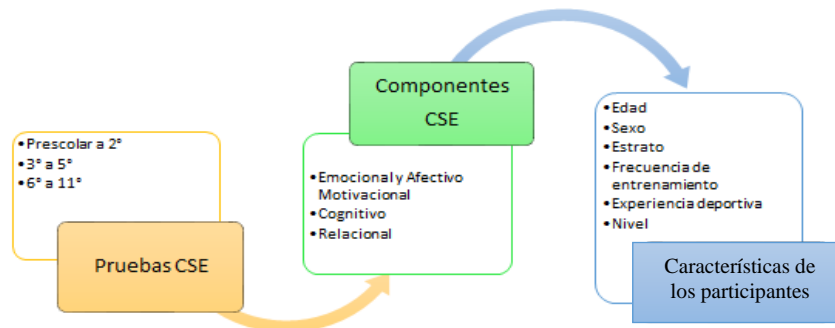 • Prescolar a 2°
• 3° a 5°
• 6° a 11°
Pruebas CSE
Componentes
CSE
• Emocional y Afectivo
Motivacional
• Cognitivo
• Relacional
• Edad
• Sexo
• Estrato
• Frecuencia de
entrenamiento
• Experiencia deportiva
• Nivel
Características de
los participantes